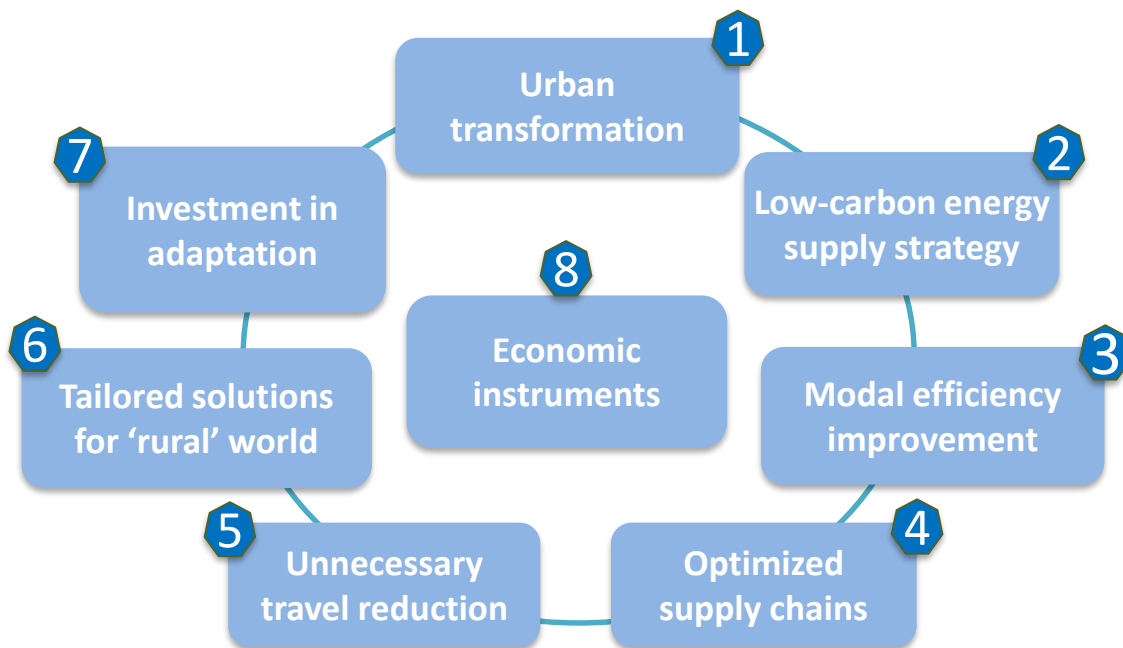 1
Urban
transformation
2
Low-carbon energy
supply strategy
3
Modal efficiency
improvement
4
Optimized
supply chains
5
Unnecessary
travel reduction
6
Tailored solutions
for ‘rural’ world
7
Investment in
adaptation
8
Economic
instruments